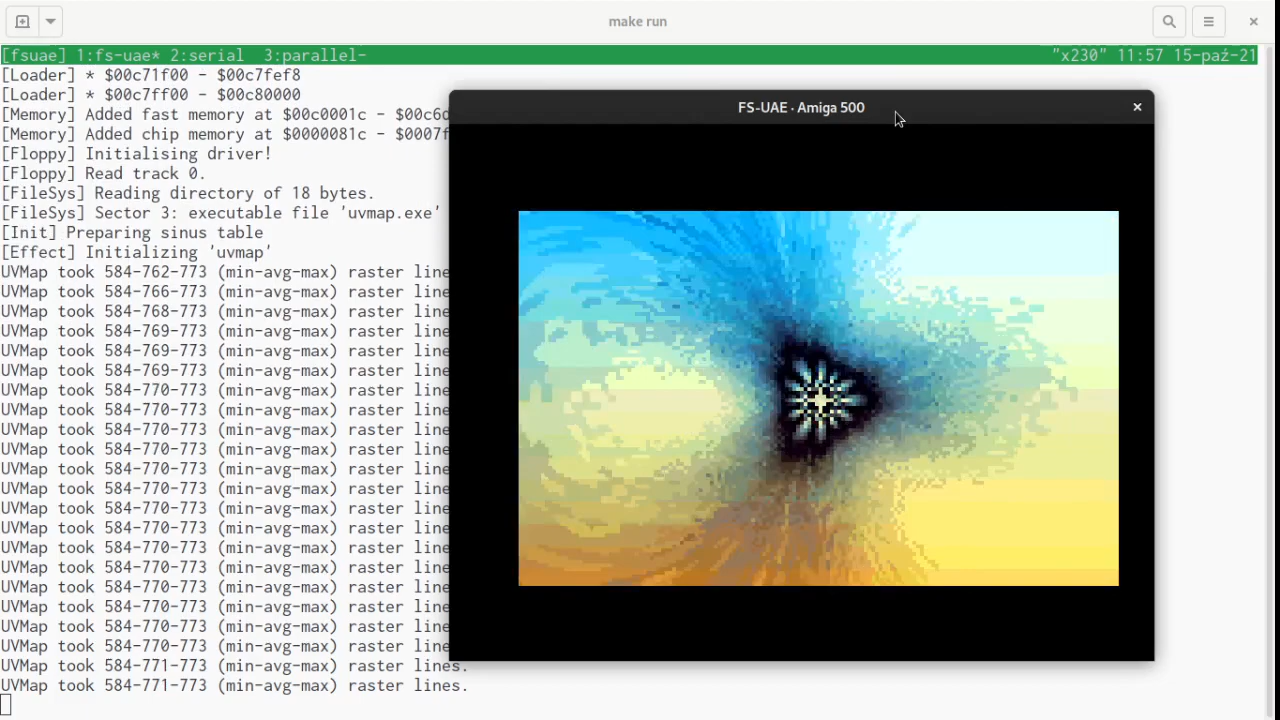 make run
[fsuae] 1:fs-uae* 2:serial  3:parallel-    "x230" 11:57 15-paź-21
[Loader] * $00c71f00 - $00c7fef8
[Loader] * $00c7ff00 - $00c80000
[Memory] Added fast memory at $00c0001c - $00c6
[Memory] Added chip memory at $0000081c - $0007
[Floppy] Initialising driver!
[Floppy] Read track 0.
[FileSys] Reading directory of 18 bytes.
[FileSys] Sector 3: executable file 'uvmap.exe'
[Init] Preparing sinus table
[Effect] Initializing 'uvmap'
UVMap took 584-762-773 (min-avg-max) raster line
UVMap took 584-766-773 (min-avg-max) raster line
UVMap took 584-768-773 (min-avg-max) raster line
UVMap took 584-769-773 (min-avg-max) raster line
UVMap took 584-769-773 (min-avg-max) raster line
UVMap took 584-769-773 (min-avg-max) raster line
UVMap took 584-770-773 (min-avg-max) raster line
UVMap took 584-770-773 (min-avg-max) raster line
UVMap took 584-770-773 (min-avg-max) raster line
UVMap took 584-770-773 (min-avg-max) raster line
UVMap took 584-770-773 (min-avg-max) raster line
UVMap took 584-770-773 (min-avg-max) raster line
UVMap took 584-770-773 (min-avg-max) raster line
UVMap took 584-770-773 (min-avg-max) raster line
UVMap took 584-770-773 (min-avg-max) raster line
UVMap took 584-770-773 (min-avg-max) raster line
UVMap took 584-770-773 (min-avg-max) raster line
UVMap took 584-770-773 (min-avg-max) raster line
UVMap took 584-770-773 (min-avg-max) raster line
UVMap took 584-770-773 (min-avg-max) raster line
UVMap took 584-771-773 (min-avg-max) raster lines.
UVMap took 584-771-773 (min-avg-max) raster lines.
FS-UAE · Amiga 500